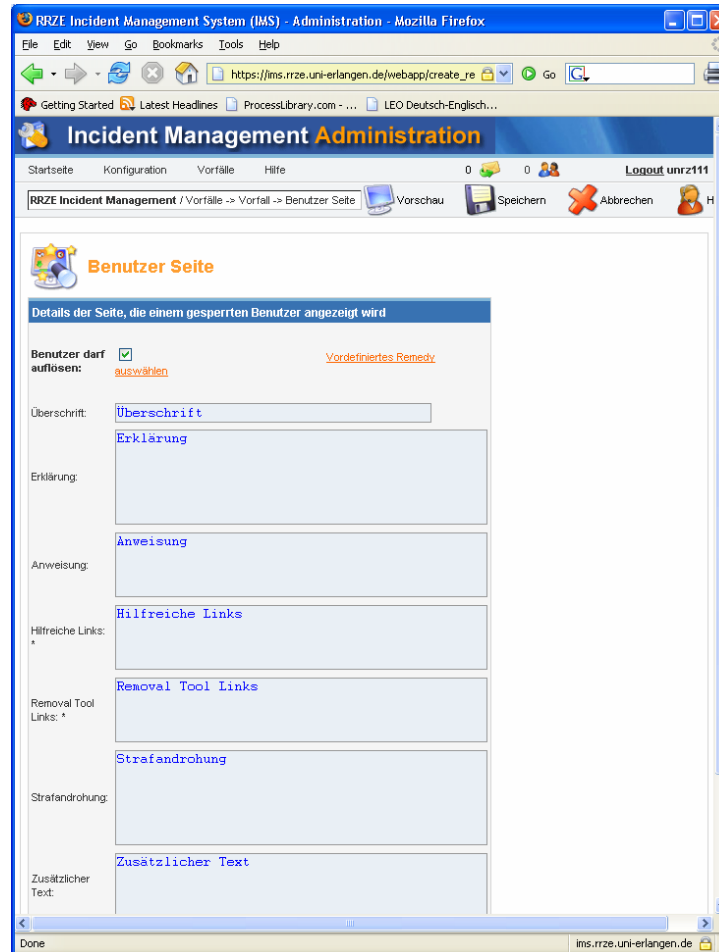 RRZE Incident Management System (IMS) - Administration - Mozilla Firefox
File Edit View Go Bookmarks Tools Help
https://ims.rrze.uni-erlangen.de/webapp/create_re Go G
Getting Started Latest Headlines ProcessLibrary.com - ... LEO Deutsch-Englisch...
Incident Management Administration
Startseite Konfiguration Vorfälle Hilfe 0 0 Logout unrz111
RRZE Incident Management / Vorfälle -> Vorfall -> Benutzer Seite Vorschau Speichern Abbrechen H
Benutzer Seite
Details der Seite, die einem gesperrten Benutzer angezeigt wird
Benutzer darf auflösen:
auswählen
Vordefiniertes Remedy
Überschrift: Überschrift
Erklärung
Erklärung:
Anweisung
Anweisung:
Hilfreiche Links
Hilfreiche Links:
*
Removal Tool Links
Removal Tool
Links: *
Strafandrohung
Strafandrohung:
Zusätzlicher Text
Zusätzlicher
Text:
Done ims.rrze.uni-erlangen.de